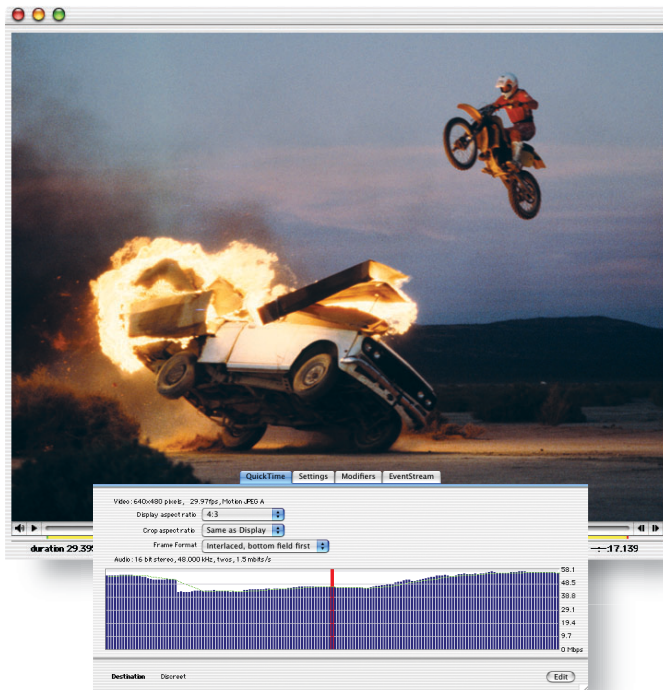 QuickTime Settings Modifiers EventStream
Video: 640x480 pixels, 29.97fps, Motion JPEG A
Display aspect ratio 4:3
Crop aspect ratio Same as Display
Frame Format Interlaced, bottom field first
duration 29.395 -:-:17.139
Audio: 16 bit stereo, 48.000 kHz, twos, 1.5 mbits/s
58.1
48.5
38.8
29.1
19.4
9.7
0 Mbps
Destination Discreet Edit